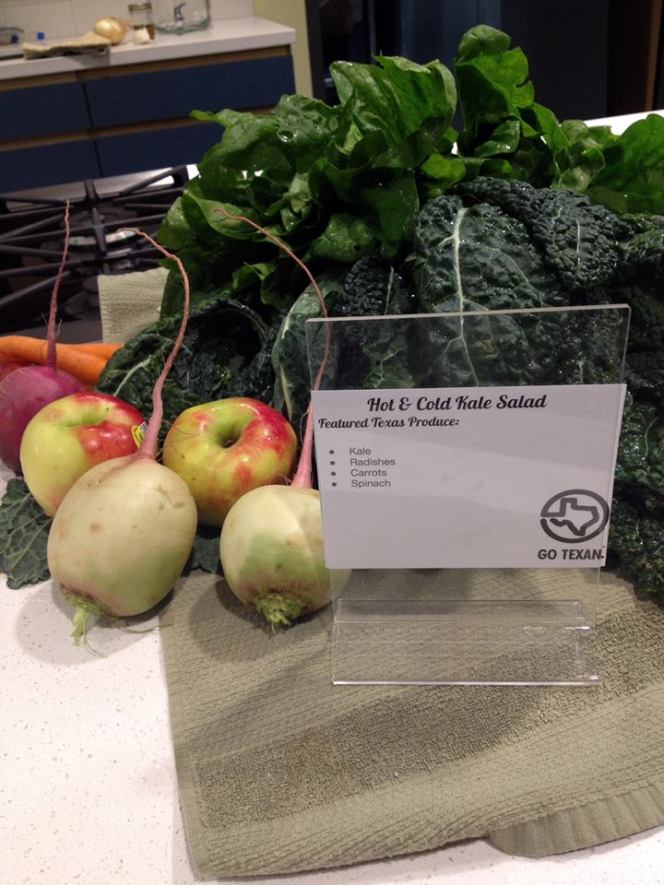 Hot & Cold Kale Salad
Featured Texas Produce:
• Kale
• Radishes
• Carrots
• Spinach
GO TEXAN.